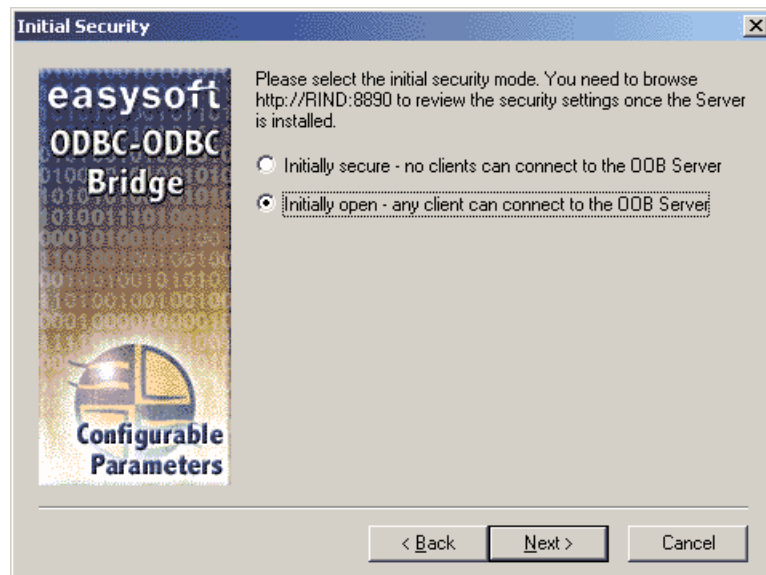 Initial Security
easysoft
ODBC-ODBC
Bridge
Configurable
Parameters
Please select the initial security mode. You need to browse
http://RIND:8890 to review the security settings once the Server
is installed.
Initially secure - no clients can connect to the OOB Server
Initially open - any client can connect to the OOB Server
< Back
Next >
Cancel